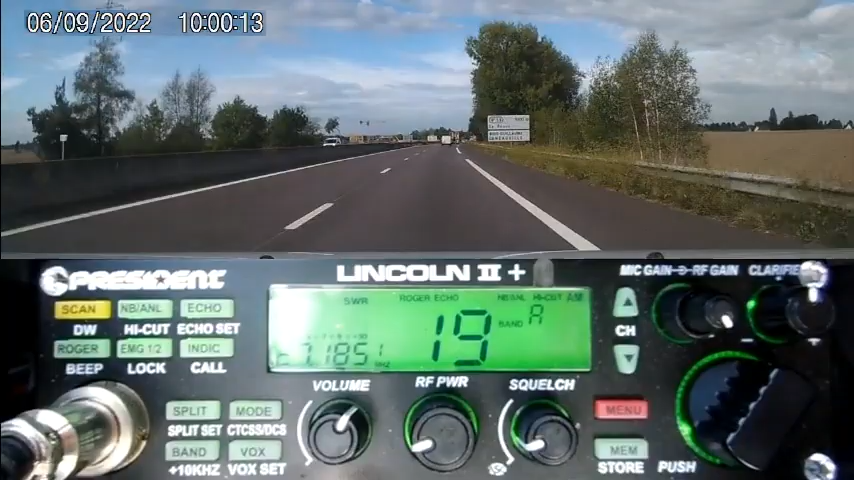 06/09/2022 10:00:13
PRESIDENT LINCOLN II + MIC GAIN RF GAIN CLARIFIE
SCAN NB/ANL ECHO
DW HI-CUT ECHO SET
ROGER EMG 1/2 INDIC
BEEP LOCK CALL
SWR ROGER ECHO NB/ANL HI-CUT AM
19 BAND A
CH
VOLUME RF PWR SQUELCH
SPLIT MODE
SPLIT SET CTCSS/DCS
BAND VOX
+10KHZ VOX SET
MENU
MEM
STORE PUSH